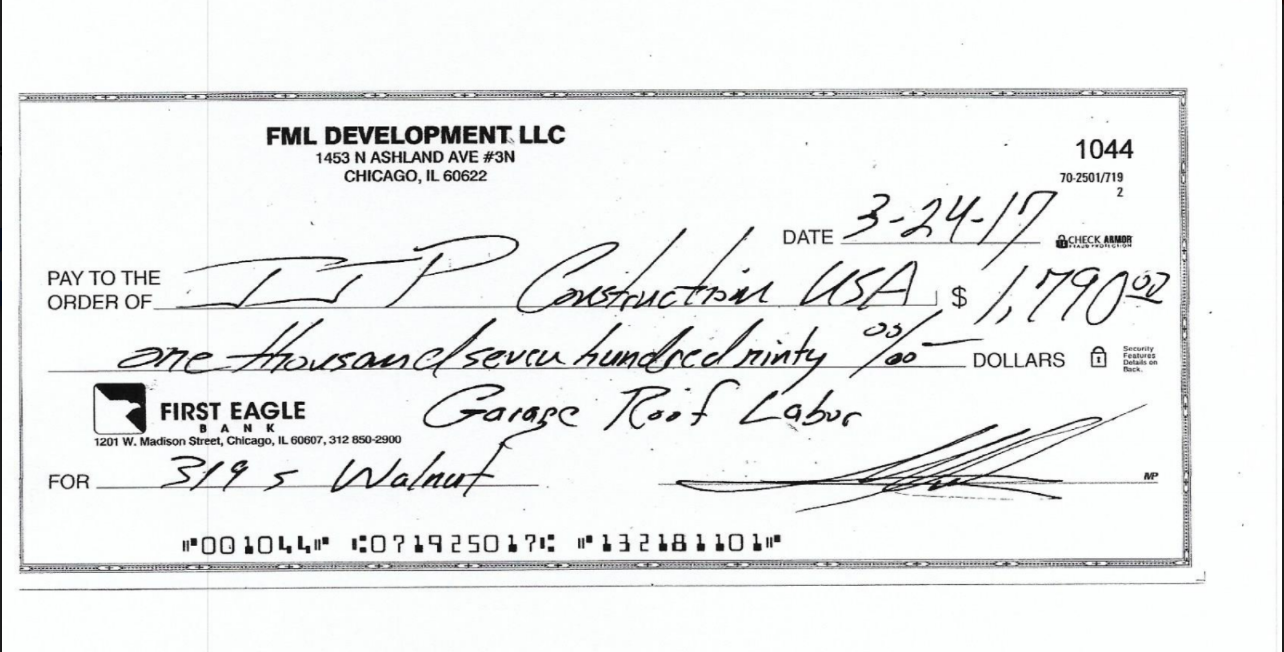 FML DEVELOPMENT LLC
1453 N ASHLAND AVE #3N
CHICAGO, IL 60622
1044
70-2501/719
2
DATE 3-24-17
CHECK ARMOR
FRAUD PROTECTION
PAY TO THE
ORDER OF Construction USA $ 1,790 00
one thousand seven hundred ninty 00/00 DOLLARS
Security
Features
Details on
Back.
FIRST EAGLE
BANK
1201 W. Madison Street, Chicago, IL 60607, 312 850-2900
Garage Roof Labor
FOR 319 s Walnut
MP
⑈001044⑈ ⑆071925017⑆ ⑈132181101⑈